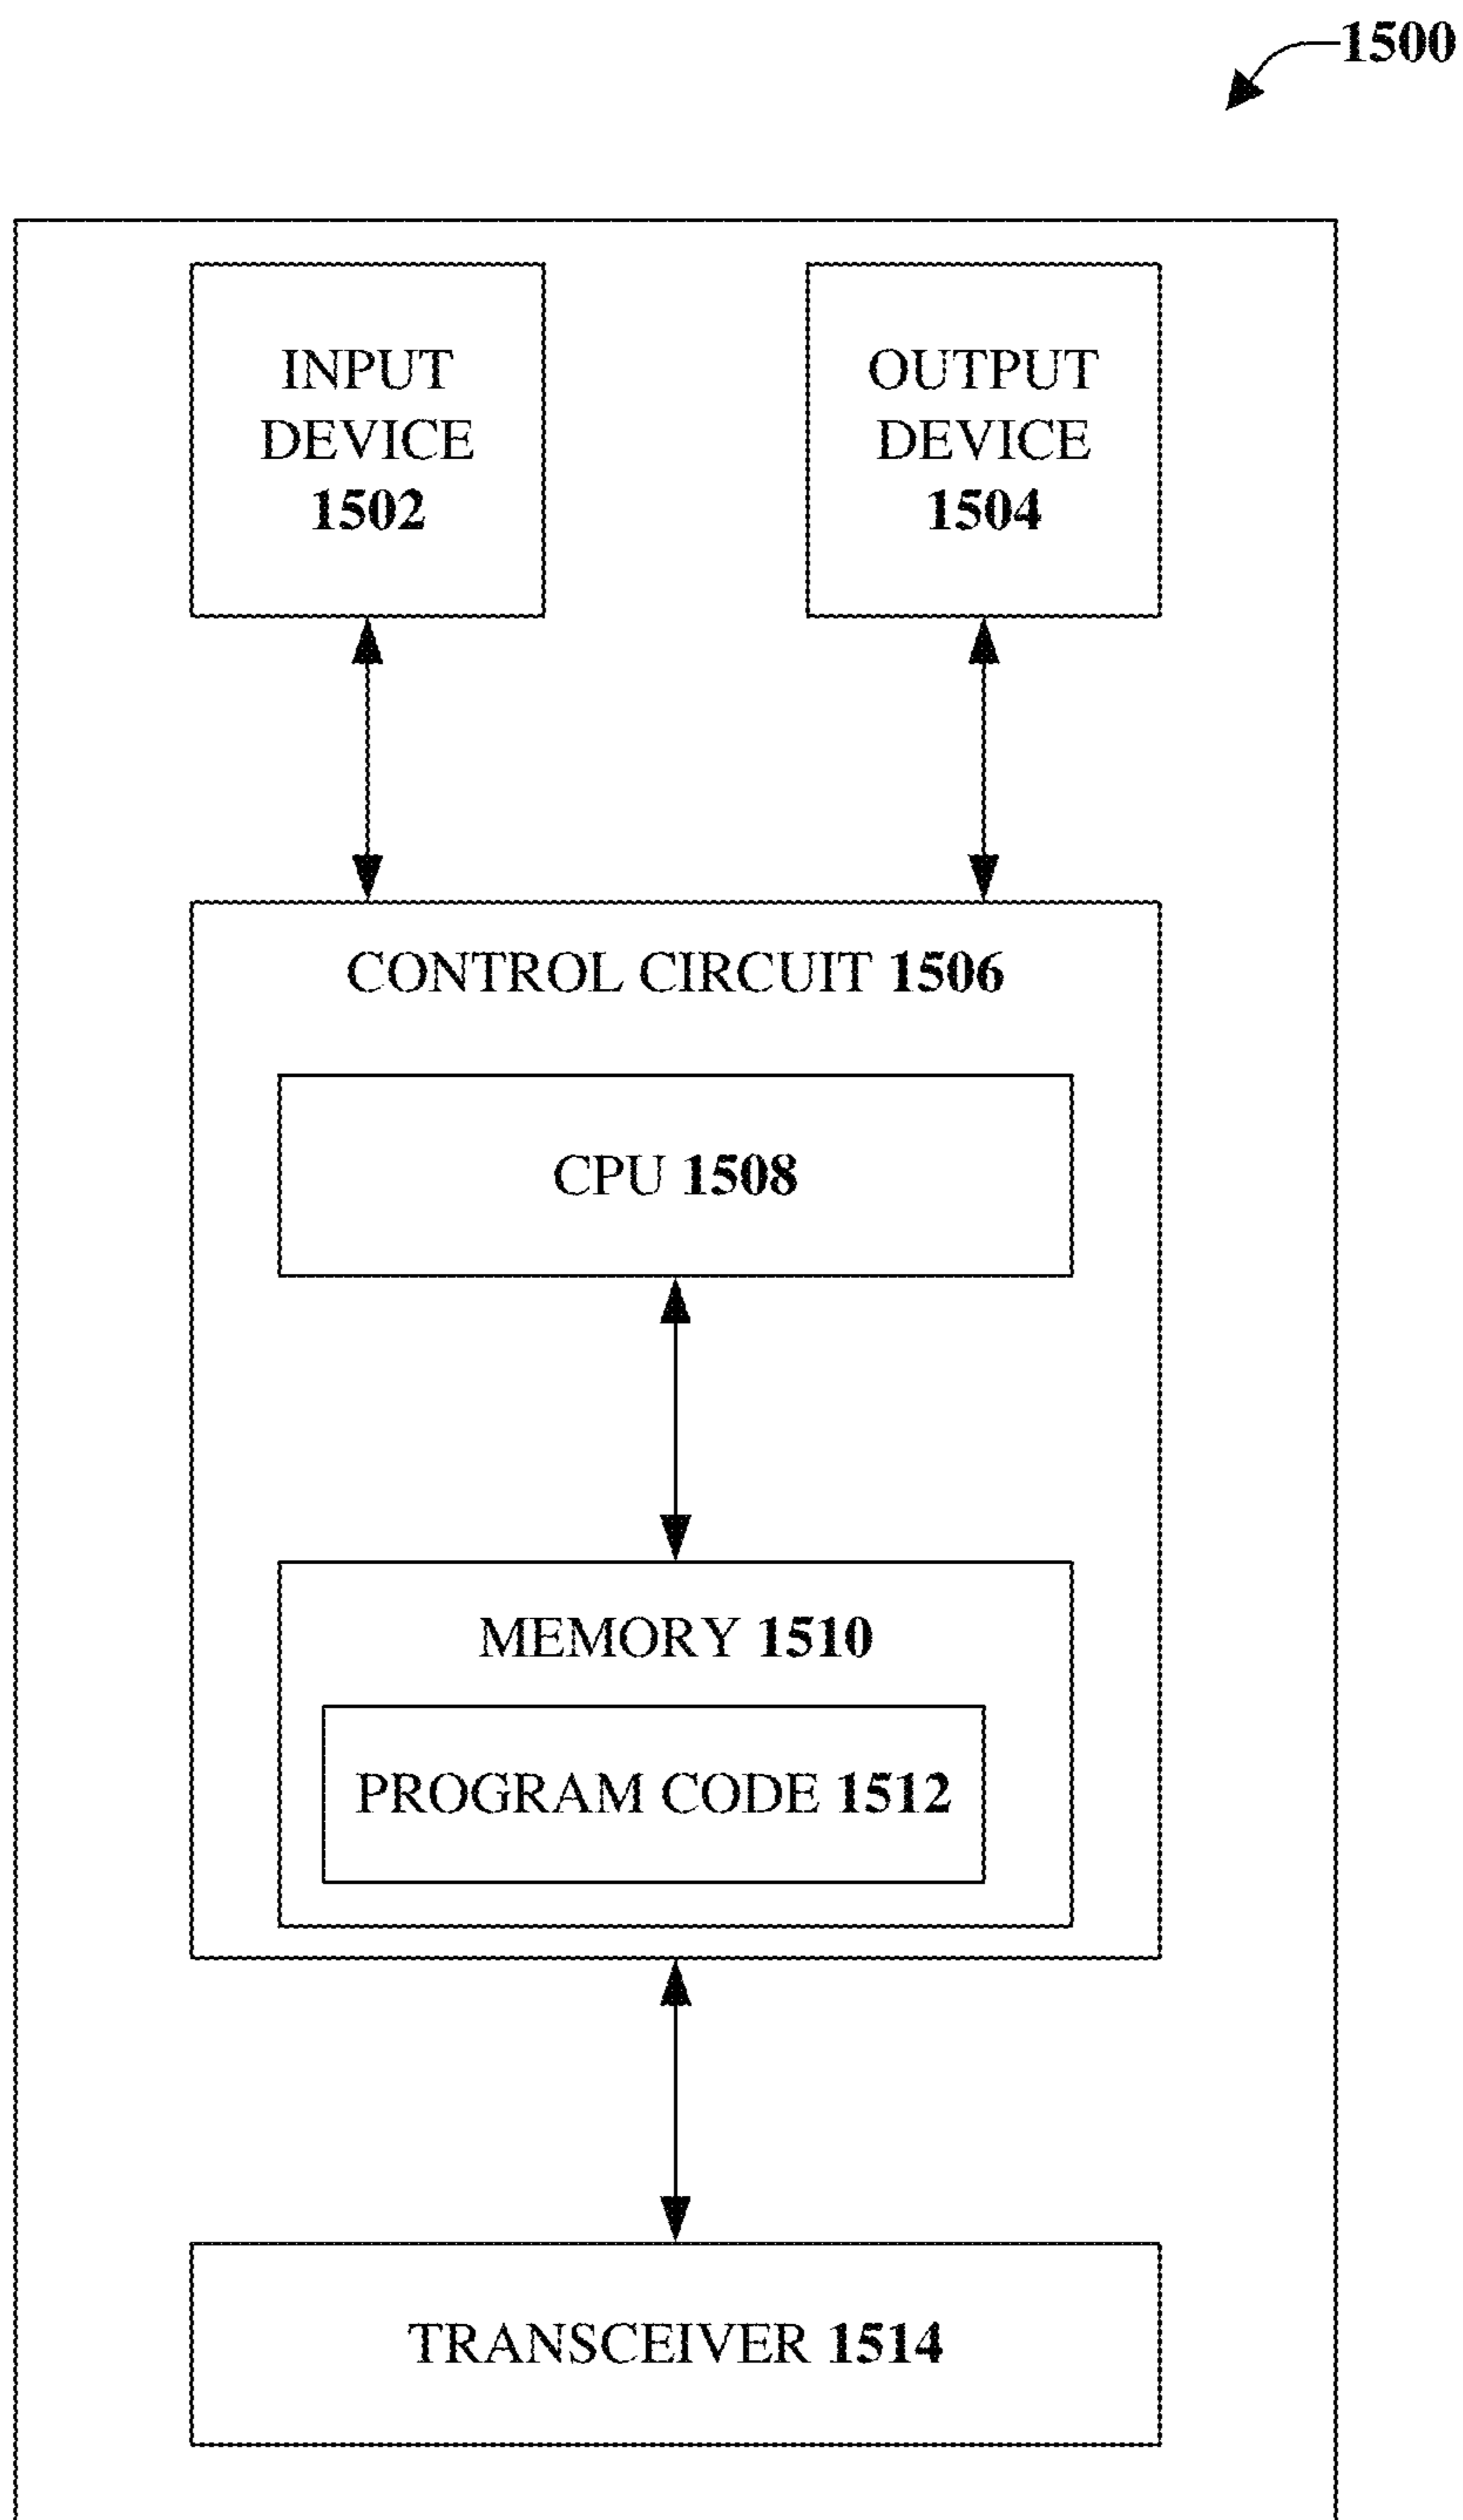 1500
INPUT
DEVICE
1502
OUTPUT
DEVICE
1504
CONTROL CIRCUIT 1506
CPU 1508
MEMORY 1510
PROGRAM CODE 1512
TRANSCEIVER 1514